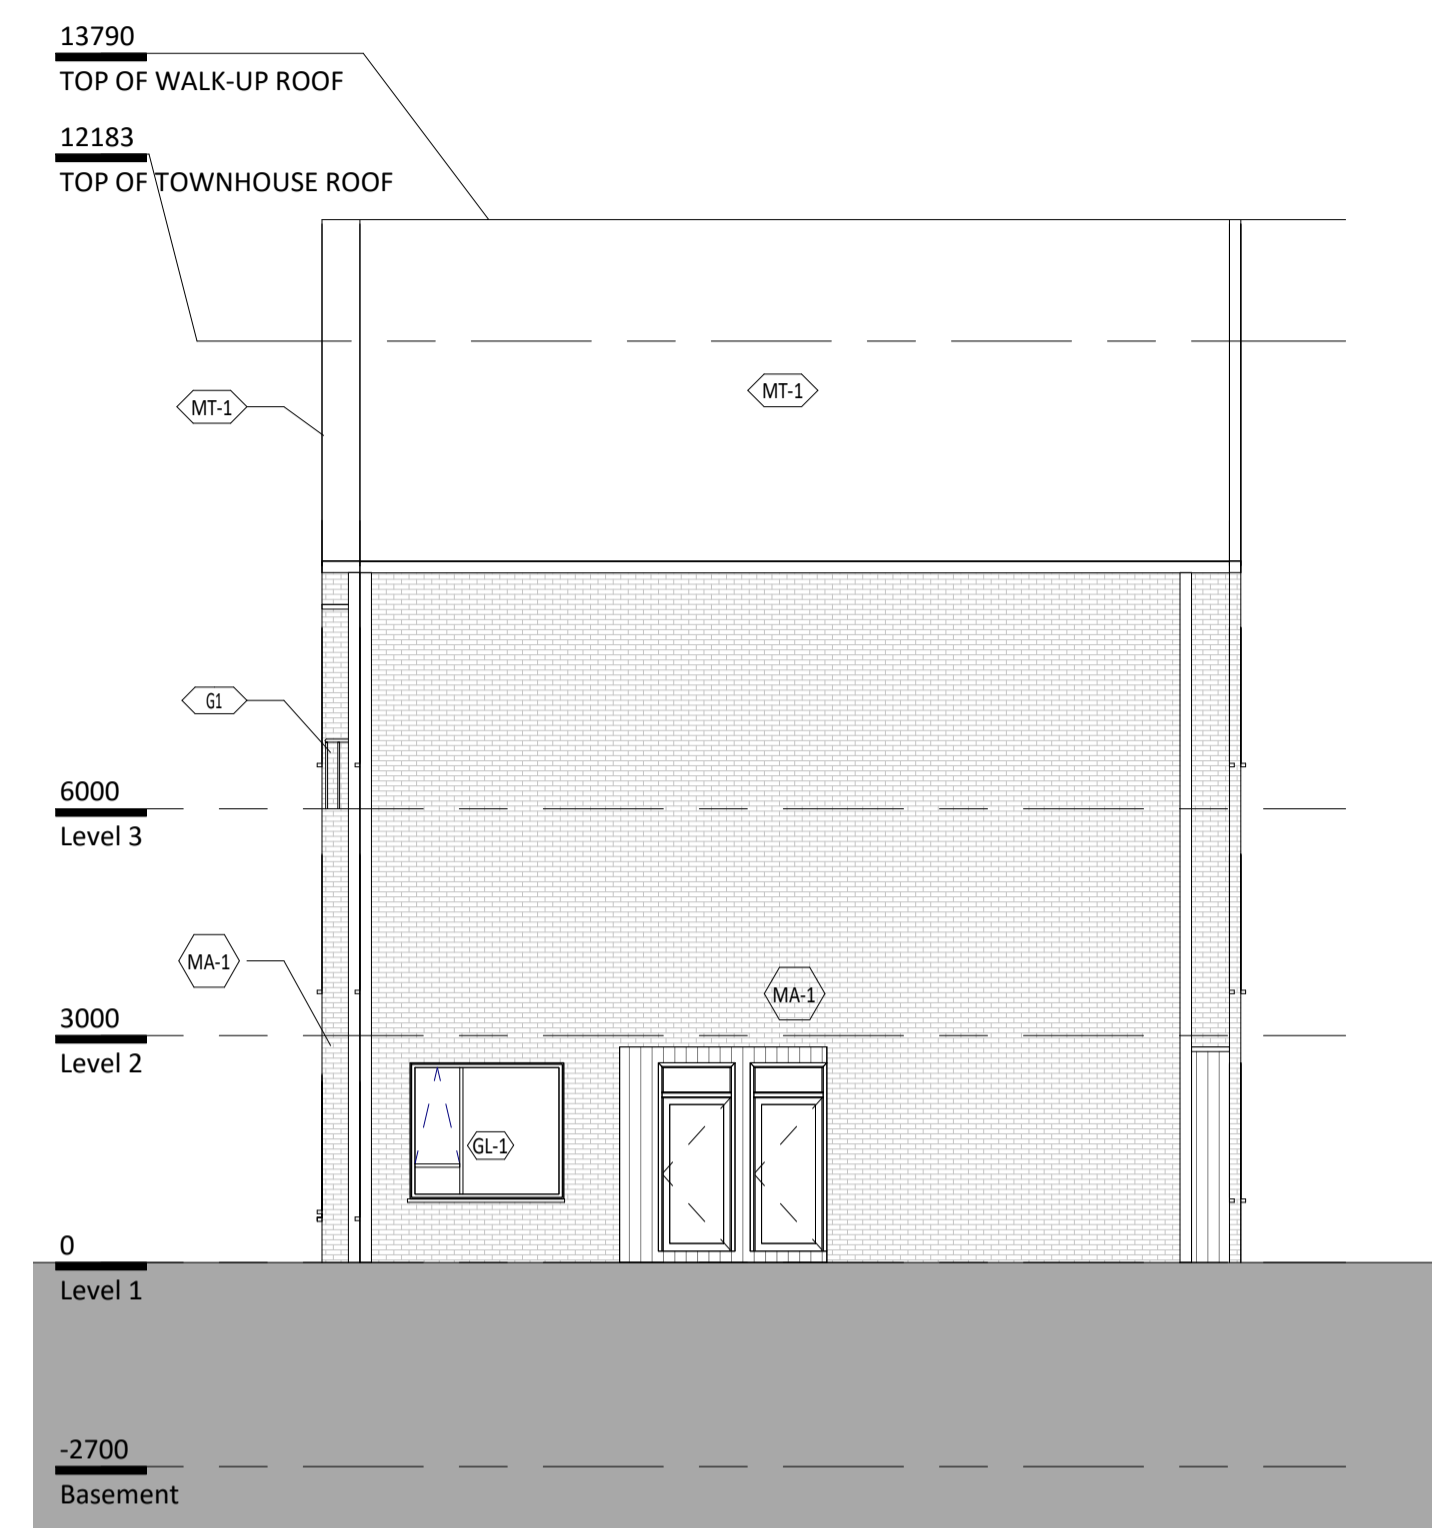 13790
TOP OF WALK-UP ROOF
12183
TOP OF TOWNHOUSE ROOF
MT-1
MT-1
G1
6000
Level 3
MA-1
MA-1
3000
Level 2
GL-1
0
Level 1
-2700
Basement